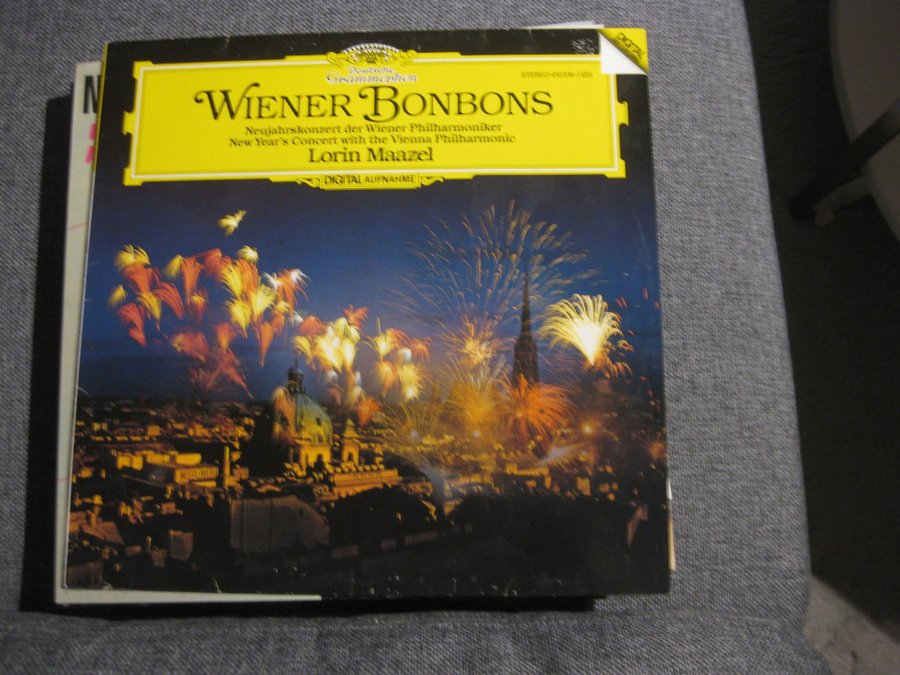 Deutsche
Grammophon
STEREO
DIGITAL
WIENER BONBONS
Neujahrskonzert der Wiener Philharmoniker
New Year's Concert with the Vienna Philharmonic
Lorin Maazel
DIGITAL AUFNAHME
N